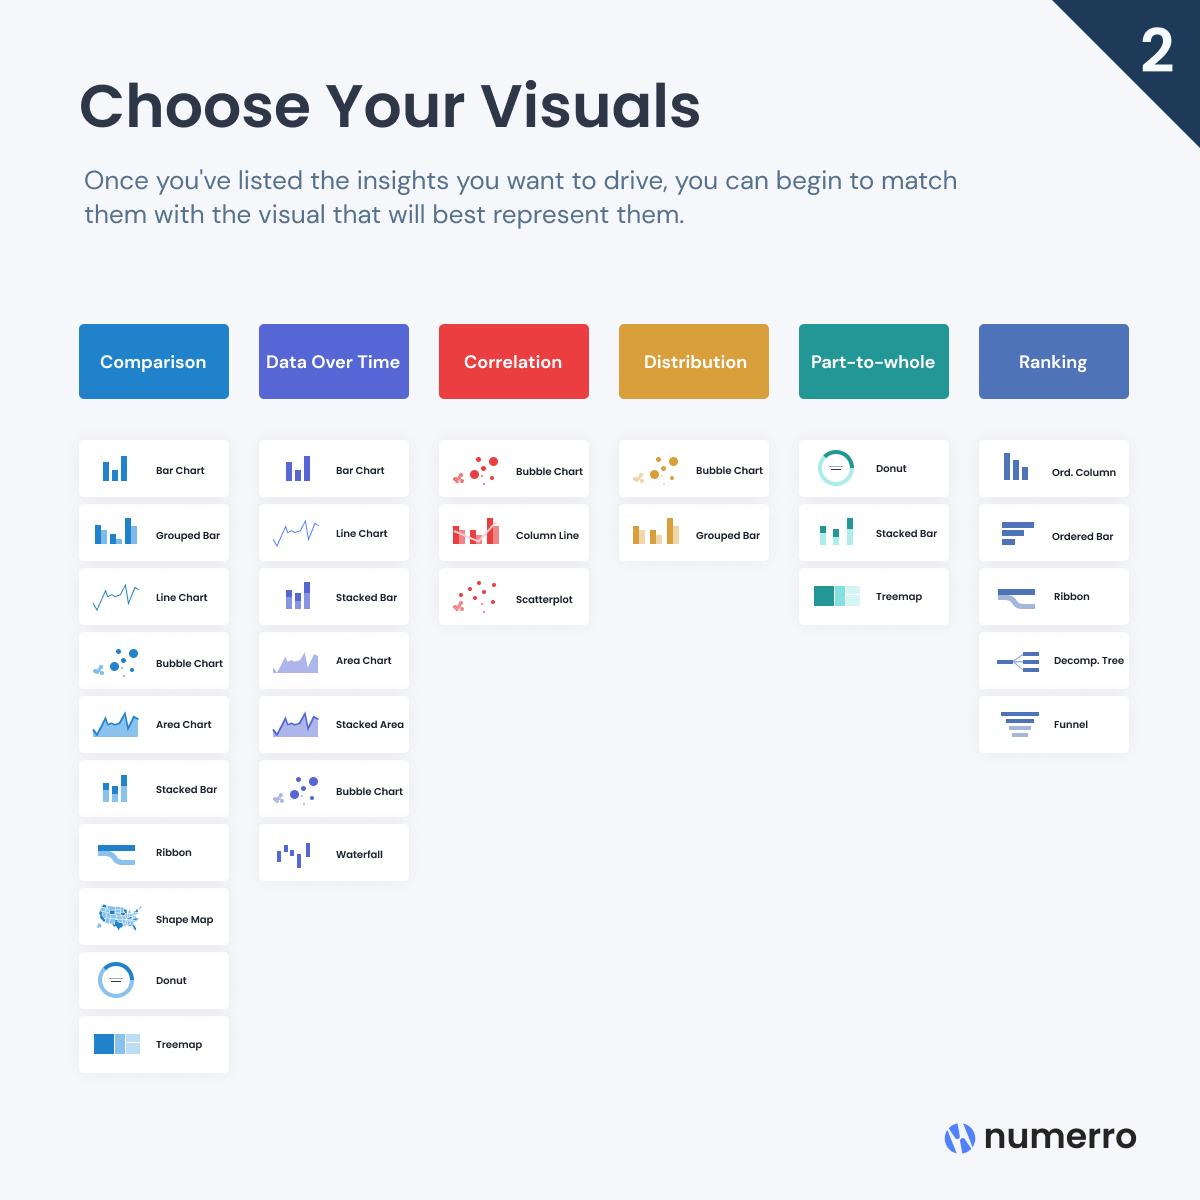 2
Choose Your Visuals
Once you've listed the insights you want to drive, you can begin to match
them with the visual that will best represent them.
Comparison
Bar Chart
Grouped Bar
Line Chart
Bubble Chart
Area Chart
Stacked Bar
Ribbon
Shape Map
Donut
Treemap
Data Over Time
Bar Chart
Line Chart
Stacked Bar
Area Chart
Stacked Area
Bubble Chart
Waterfall
Correlation
Bubble Chart
Column Line
Scatterplot
Distribution
Bubble Chart
Grouped Bar
Part-to-whole
Donut
Stacked Bar
Treemap
Ranking
Ord. Column
Ordered Bar
Ribbon
Decomp. Tree
Funnel
numerro